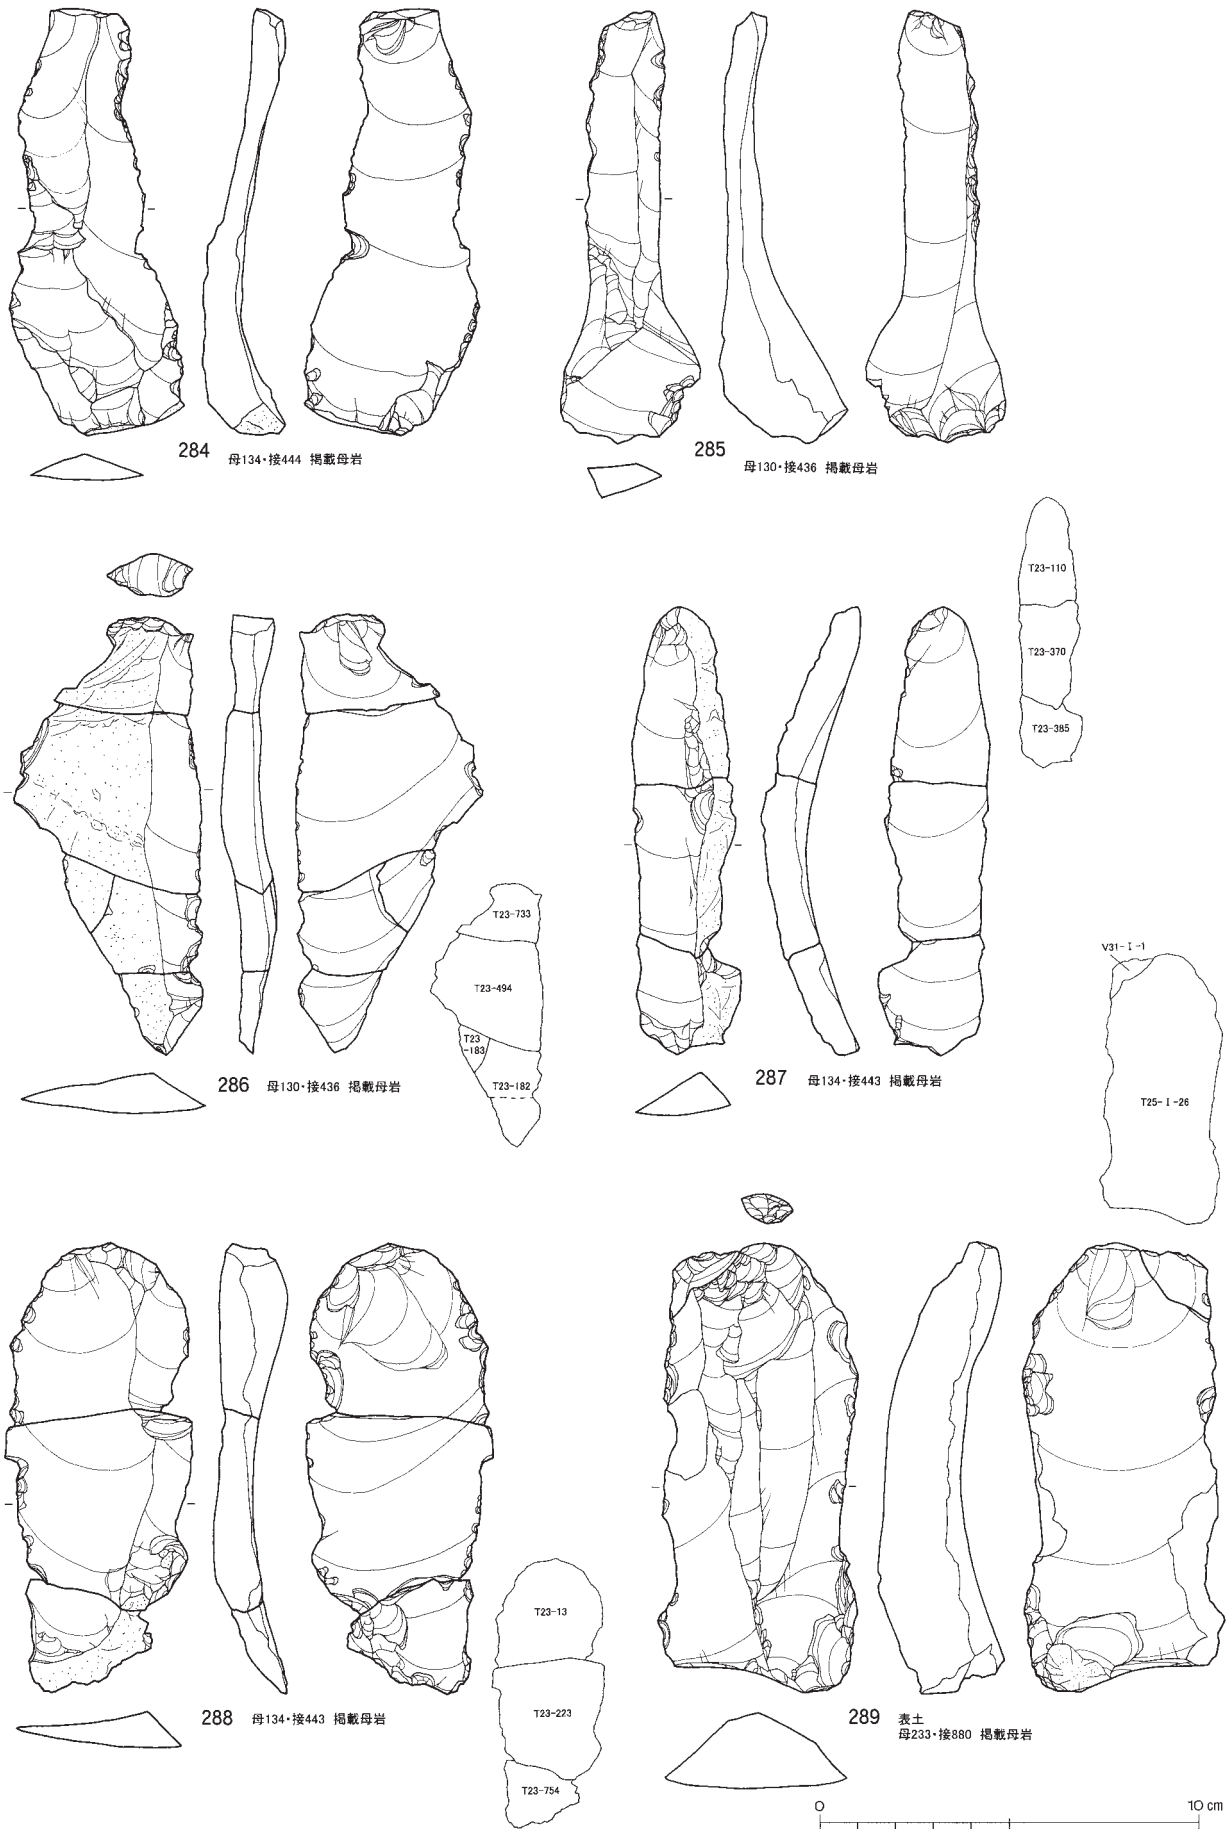 284 母134・接444 掲載母岩
285 母130・接436 掲載母岩
T23-110
T23-370
T23-385
T23-733
T23-494
T23
-183
T23-182
286 母130・接436 掲載母岩
287 母134・接443 掲載母岩
V31-Ⅰ-1
T25-Ⅰ-26
T23-13
T23-223
T23-754
288 母134・接443 掲載母岩
289 表土
母233・接880 掲載母岩
0 10 cm